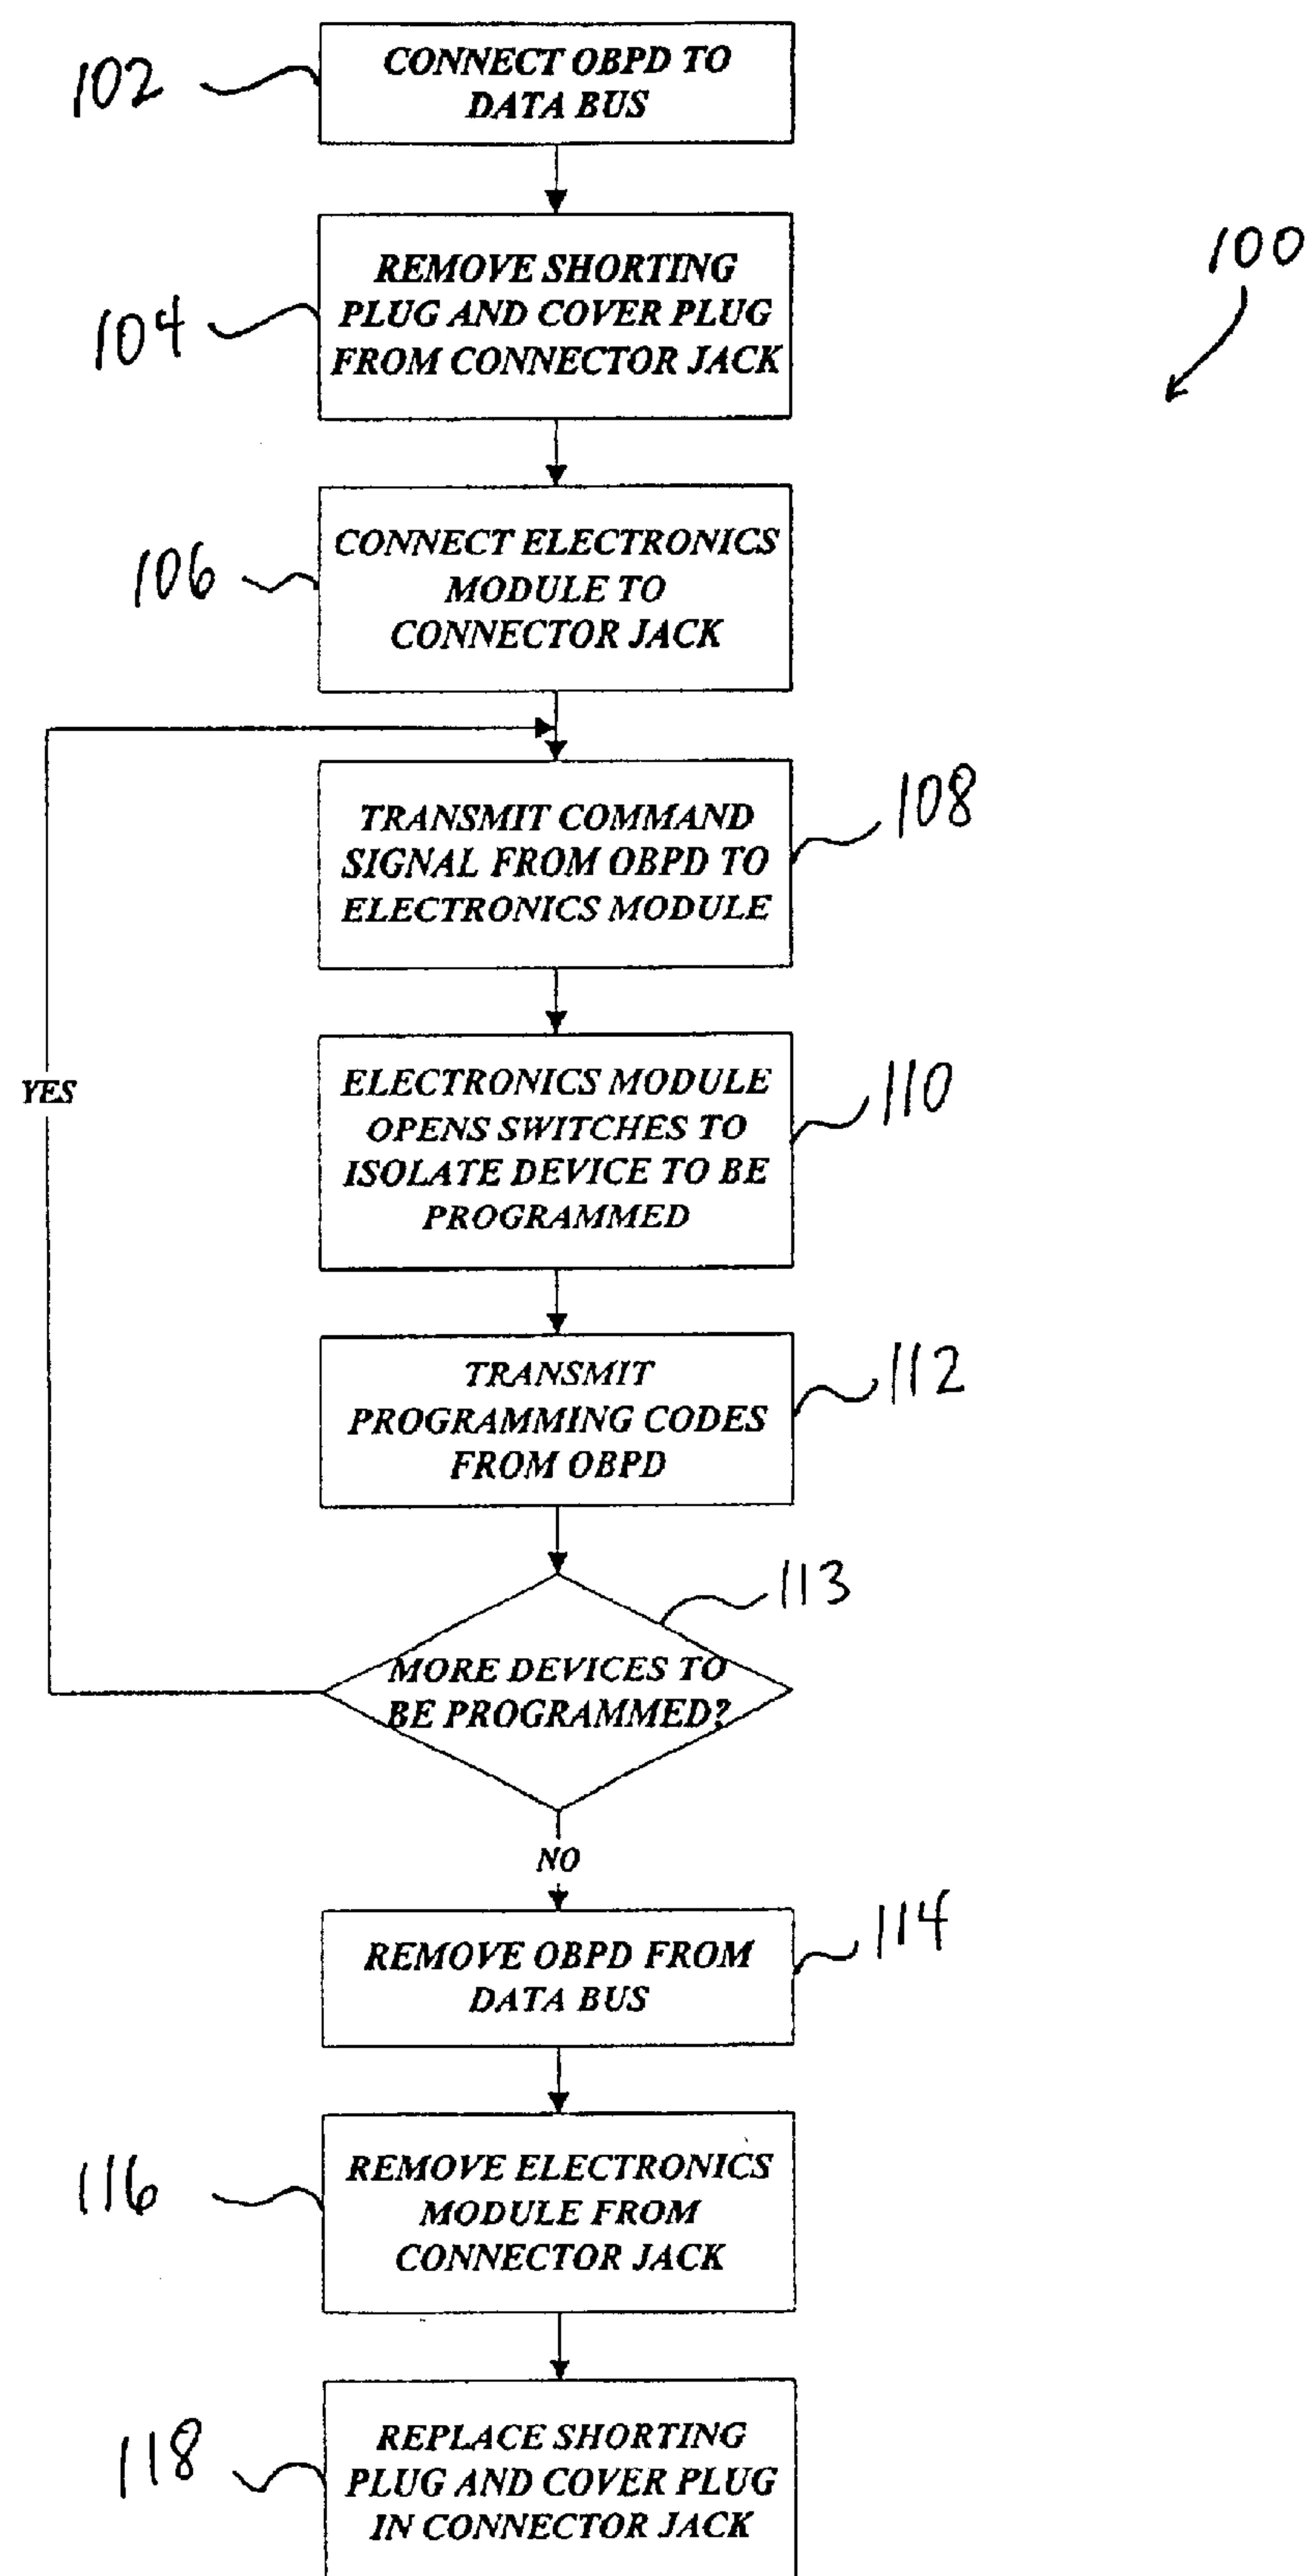 102
CONNECT OBPD TO
DATA BUS
100
104
REMOVE SHORTING
PLUG AND COVER PLUG
FROM CONNECTOR JACK
106
CONNECT ELECTRONICS
MODULE TO
CONNECTOR JACK
108
TRANSMIT COMMAND
SIGNAL FROM OBPD TO
ELECTRONICS MODULE
110
ELECTRONICS MODULE
OPENS SWITCHES TO
ISOLATE DEVICE TO BE
PROGRAMMED
YES
112
TRANSMIT
PROGRAMMING CODES
FROM OBPD
113
MORE DEVICES TO
BE PROGRAMMED?
NO
114
REMOVE OBPD FROM
DATA BUS
116
REMOVE ELECTRONICS
MODULE FROM
CONNECTOR JACK
118
REPLACE SHORTING
PLUG AND COVER PLUG
IN CONNECTOR JACK